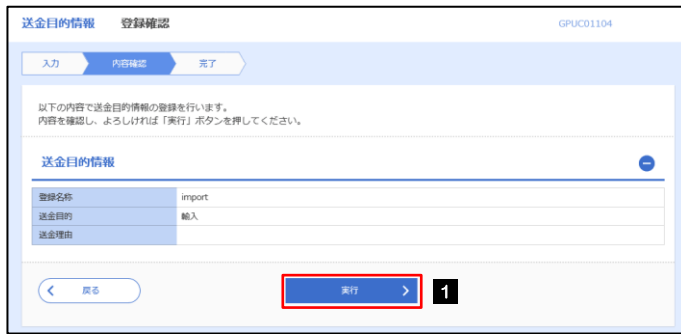 送金目的情報 登録確認 GPUC01104
入力 内容確認 完了
以下の内容で送金目的情報の登録を行います。
内容を確認し、よろしければ「実行」ボタンを押してください。
送金目的情報
登録名称 import
送金目的 輸入
送金理由
戻る 実行 1